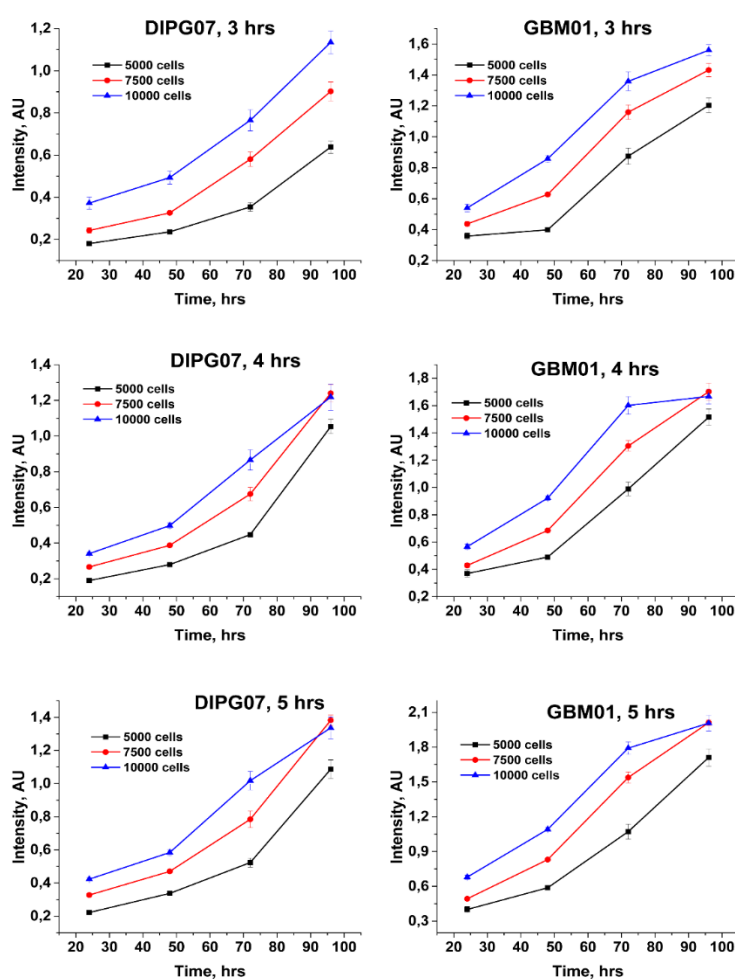 DIPG07, 3 hrs
1,2
1,0
0,8
0,6
0,4
0,2
Intensity, AU
5000 cells
7500 cells
10000 cells
20 30 40 50 60 70 80 90 100
Time, hrs
GBM01, 3 hrs
1,6
1,4
1,2
1,0
0,8
0,6
0,4
0,2
Intensity, AU
5000 cells
7500 cells
10000 cells
20 30 40 50 60 70 80 90 100
Time, hrs
DIPG07, 4 hrs
1,4
1,2
1,0
0,8
0,6
0,4
0,2
Intensity, AU
5000 cells
7500 cells
10000 cells
20 30 40 50 60 70 80 90 100
Time, hrs
GBM01, 4 hrs
1,8
1,6
1,4
1,2
1,0
0,8
0,6
0,4
0,2
Intensity, AU
5000 cells
7500 cells
10000 cells
20 30 40 50 60 70 80 90 100
Time, hrs
DIPG07, 5 hrs
1,4
1,2
1,0
0,8
0,6
0,4
0,2
Intensity, AU
5000 cells
7500 cells
10000 cells
20 30 40 50 60 70 80 90 100
Time, hrs
GBM01, 5 hrs
2,1
1,8
1,5
1,2
0,9
0,6
0,3
Intensity, AU
5000 cells
7500 cells
10000 cells
20 30 40 50 60 70 80 90 100
Time, hrs